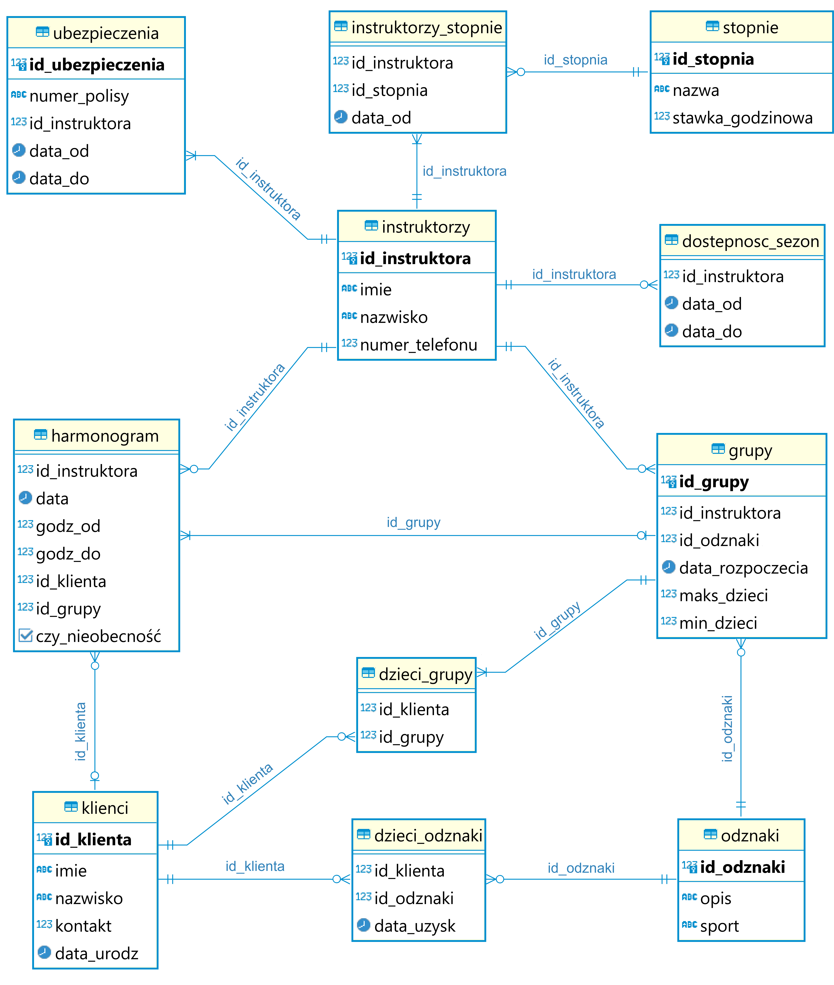 ubezpieczenia
123 id_ubezpieczenia
ABC numer_polisy
123 id_instruktora
data_od
data_do
instruktorzy_stopnie
123 id_instruktora
123 id_stopnia
data_od
id_stopnia
stopnie
123 id_stopnia
ABC nazwa
123 stawka_godzinowa
id_instruktora
id_instruktora
instruktorzy
123 id_instruktora
ABC imie
ABC nazwisko
123 numer_telefonu
id_instruktora
dostepnosc_sezon
123 id_instruktora
data_od
data_do
id_instruktora
id_instruktora
harmonogram
123 id_instruktora
data
123 godz_od
123 godz_do
123 id_klienta
123 id_grupy
czy_nieobecność
id_grupy
grupy
123 id_grupy
123 id_instruktora
123 id_odznaki
data_rozpoczecia
123 maks_dzieci
123 min_dzieci
id_grupy
dzieci_grupy
123 id_klienta
123 id_grupy
id_klienta
id_klienta
id_odznaki
klienci
123 id_klienta
ABC imie
ABC nazwisko
123 kontakt
data_urodz
id_klienta
dzieci_odznaki
123 id_klienta
123 id_odznaki
data_uzysk
id_odznaki
odznaki
123 id_odznaki
ABC opis
ABC sport